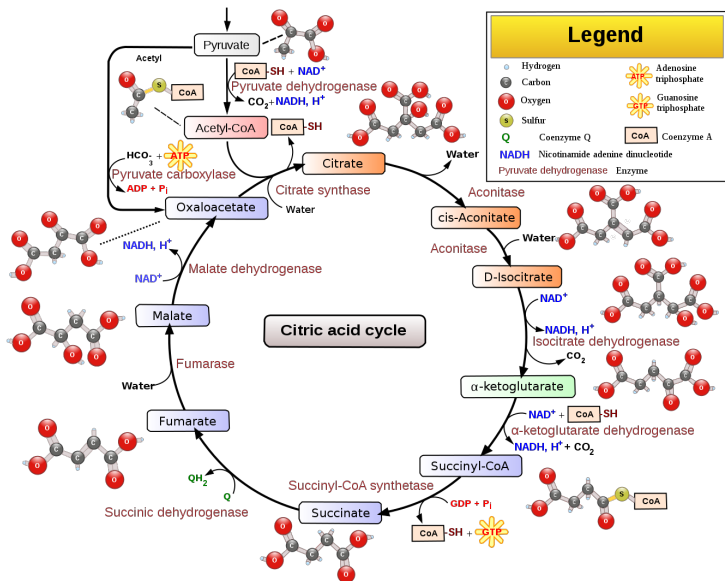 Legend
Hydrogen
Carbon
Oxygen
S Sulfur
Q Coenzyme Q
NADH Nicotinamide adenine dinucleotide
Pyruvate dehydrogenase Enzyme
ATP Adenosine triphosphate
GTP Guanosine triphosphate
CoA Coenzyme A
Pyruvate
Acetyl
CoA-SH + NAD+
Pyruvate dehydrogenase
CO2+NADH, H+
S CoA
Acetyl-CoA
CoA-SH
HCO3- + ATP
Pyruvate carboxylase
ADP + Pi
Citrate
Citrate synthase
Water
Water
Aconitase
cis-Aconitate
Aconitase
Water
D-Isocitrate
NAD+
NADH, H+
Isocitrate dehydrogenase
CO2
α-ketoglutarate
NAD+ + CoA-SH
α-ketoglutarate dehydrogenase
NADH, H+ + CO2
Succinyl-CoA
S CoA
Succinyl-CoA synthetase
GDP + Pi
CoA-SH + GTP
Succinate
QH2
Q
Succinic dehydrogenase
Fumarate
Water
Fumarase
Malate
NAD+
Malate dehydrogenase
NADH, H+
Oxaloacetate
Citric acid cycle